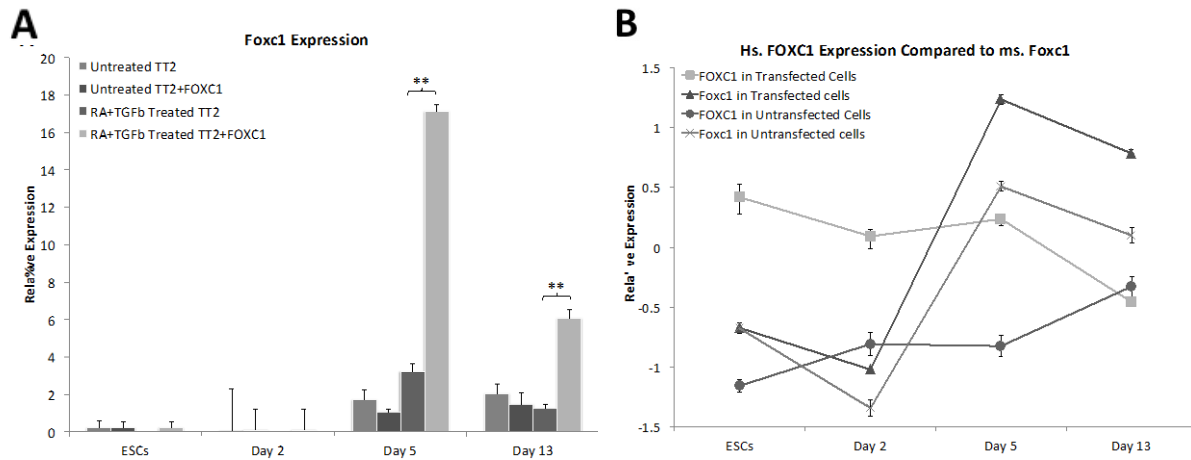 A
Foxc1 Expression
Untreated TT2
Untreated TT2+FOXC1
RA+TGFb Treated TT2
RA+TGFb Treated TT2+FOXC1
**
**
Rela%ve Expression
20
18
16
14
12
10
8
6
4
2
0
ESCs
Day 2
Day 5
Day 13
B
Hs. FOXC1 Expression Compared to ms. Foxc1
FOXC1 in Transfected Cells
Foxc1 in Transfected cells
FOXC1 in Untransfected Cells
Foxc1 in Untransfected cells
Rela' ve Expression
1.5
1
0.5
0
-0.5
-1
-1.5
ESCs
Day 2
Day 5
Day 13